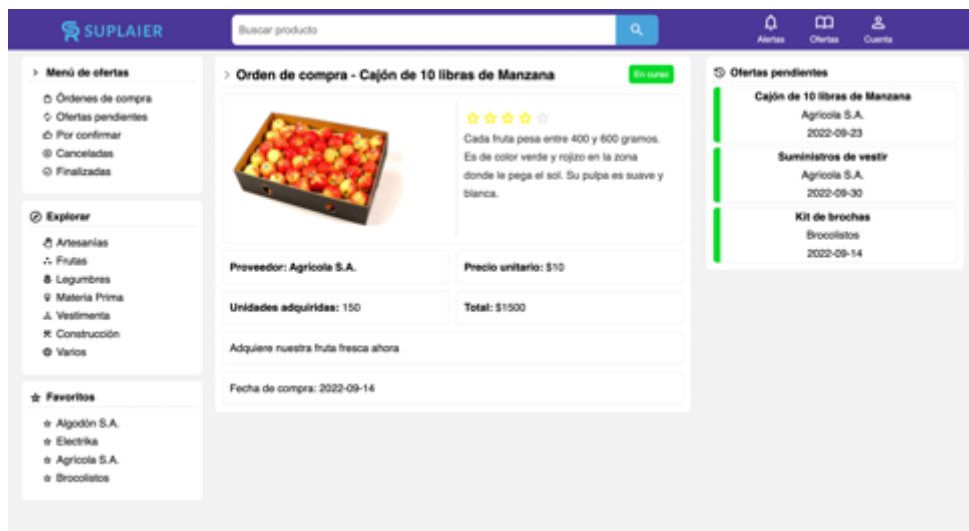 SUPLAIER
Buscar producto
Alertas
Ofertas
Cuenta
Menú de ofertas
Órdenes de compra
Ofertas pendientes
Por confirmar
Canceladas
Finalizadas
Explorar
Artesanías
Frutas
Legumbres
Materia Prima
Vestimenta
Construcción
Varios
Favoritos
Algodón S.A.
Electrika
Agricola S.A.
Brocolistos
Orden de compra - Cajón de 10 libras de Manzana
En curso
Cada fruta pesa entre 400 y 600 gramos.
Es de color verde y rojizo en la zona
donde le pega el sol. Su pulpa es suave y
blanca.
Proveedor: Agricola S.A.
Precio unitario: $10
Unidades adquiridas: 150
Total: $1500
Adquiere nuestra fruta fresca ahora
Fecha de compra: 2022-09-14
Ofertas pendientes
Cajón de 10 libras de Manzana
Agricola S.A.
2022-09-23
Suministros de vestir
Agricola S.A.
2022-09-30
Kit de brochas
Brocolistos
2022-09-14